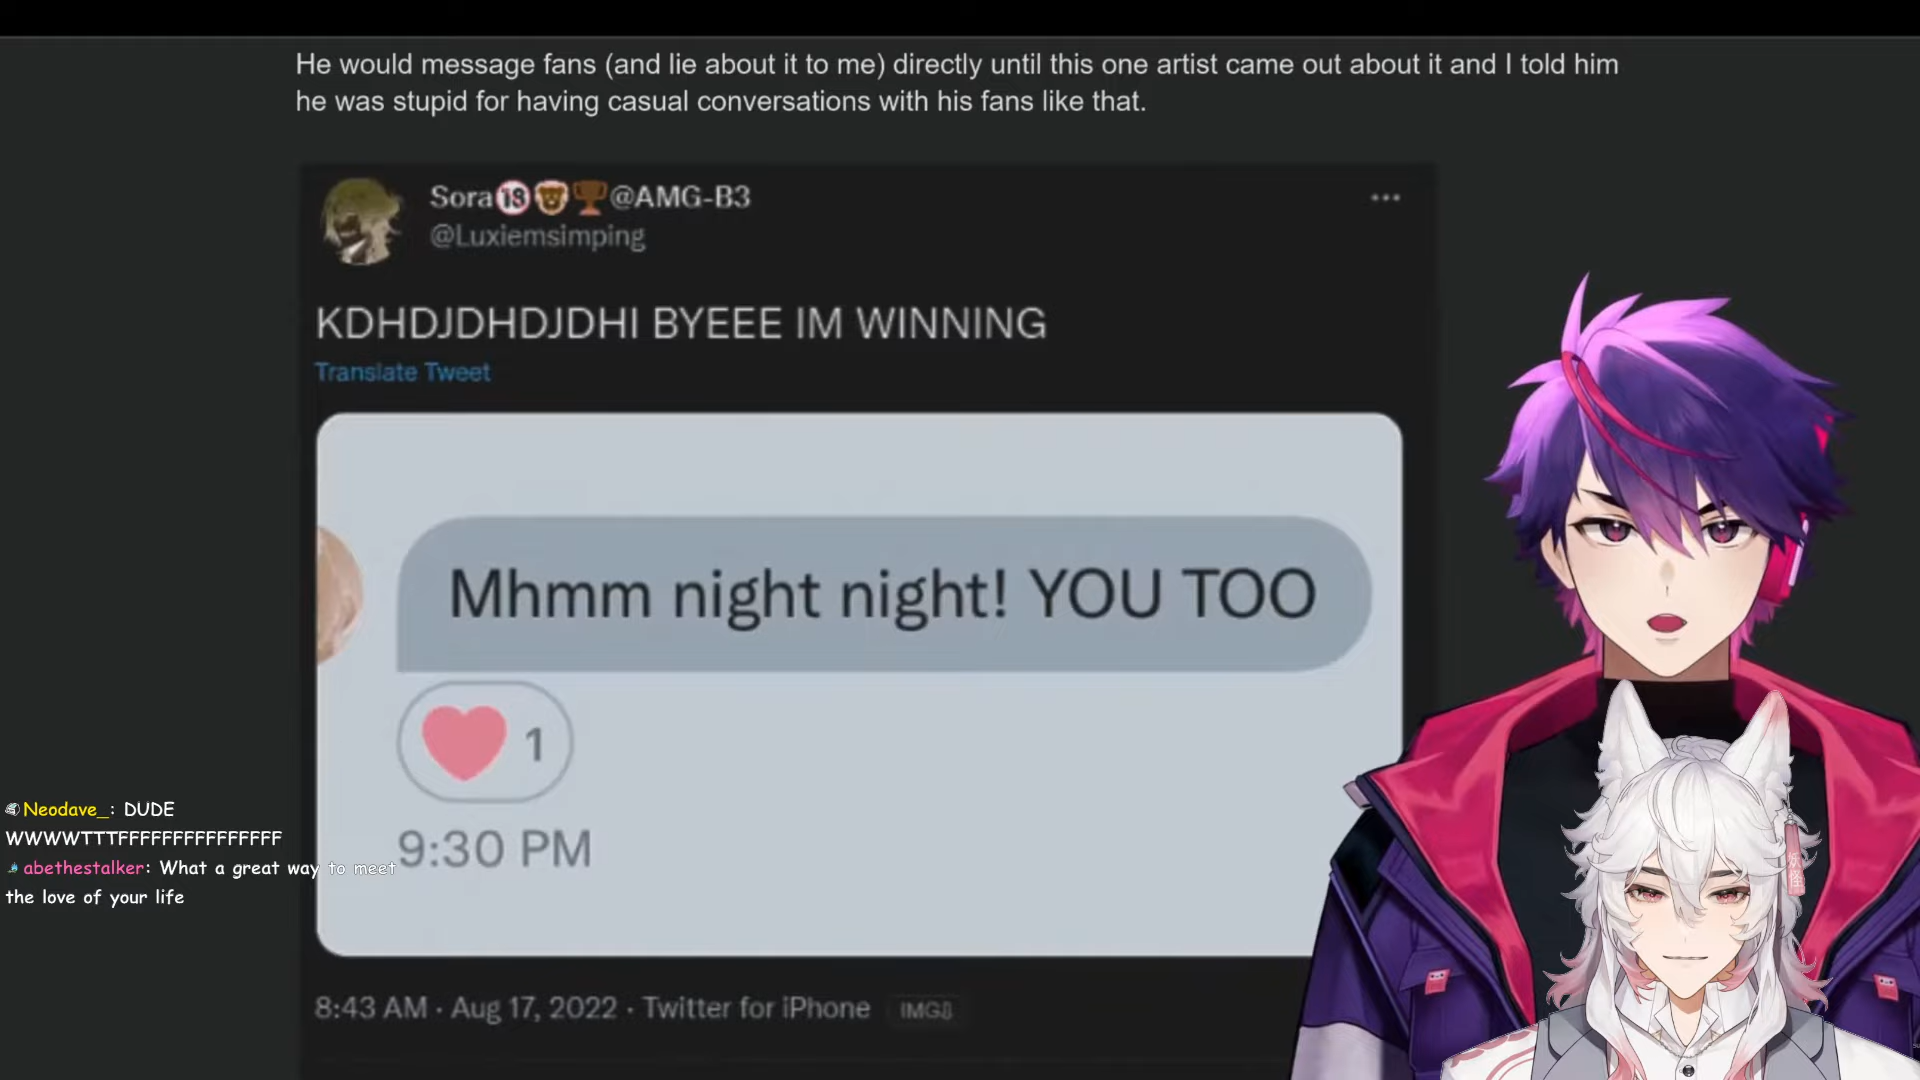 He would message fans (and lie about it to me) directly until this one artist came out about it and I told him
he was stupid for having casual conversations with his fans like that.
Sora🔞🐻🏆@AMG-B3
@Luxiemsimping
KDHDJDHDJDHI BYEEE IM WINNING
Translate Tweet
Mhmm night night! YOU TOO
1
9:30 PM
Neodave_: DUDE
WWWWTTTFFFFFFFFFFFFFFF
abethestalker: What a great way to meet
the love of your life
8:43 AM · Aug 17, 2022 · Twitter for iPhone
妖怪